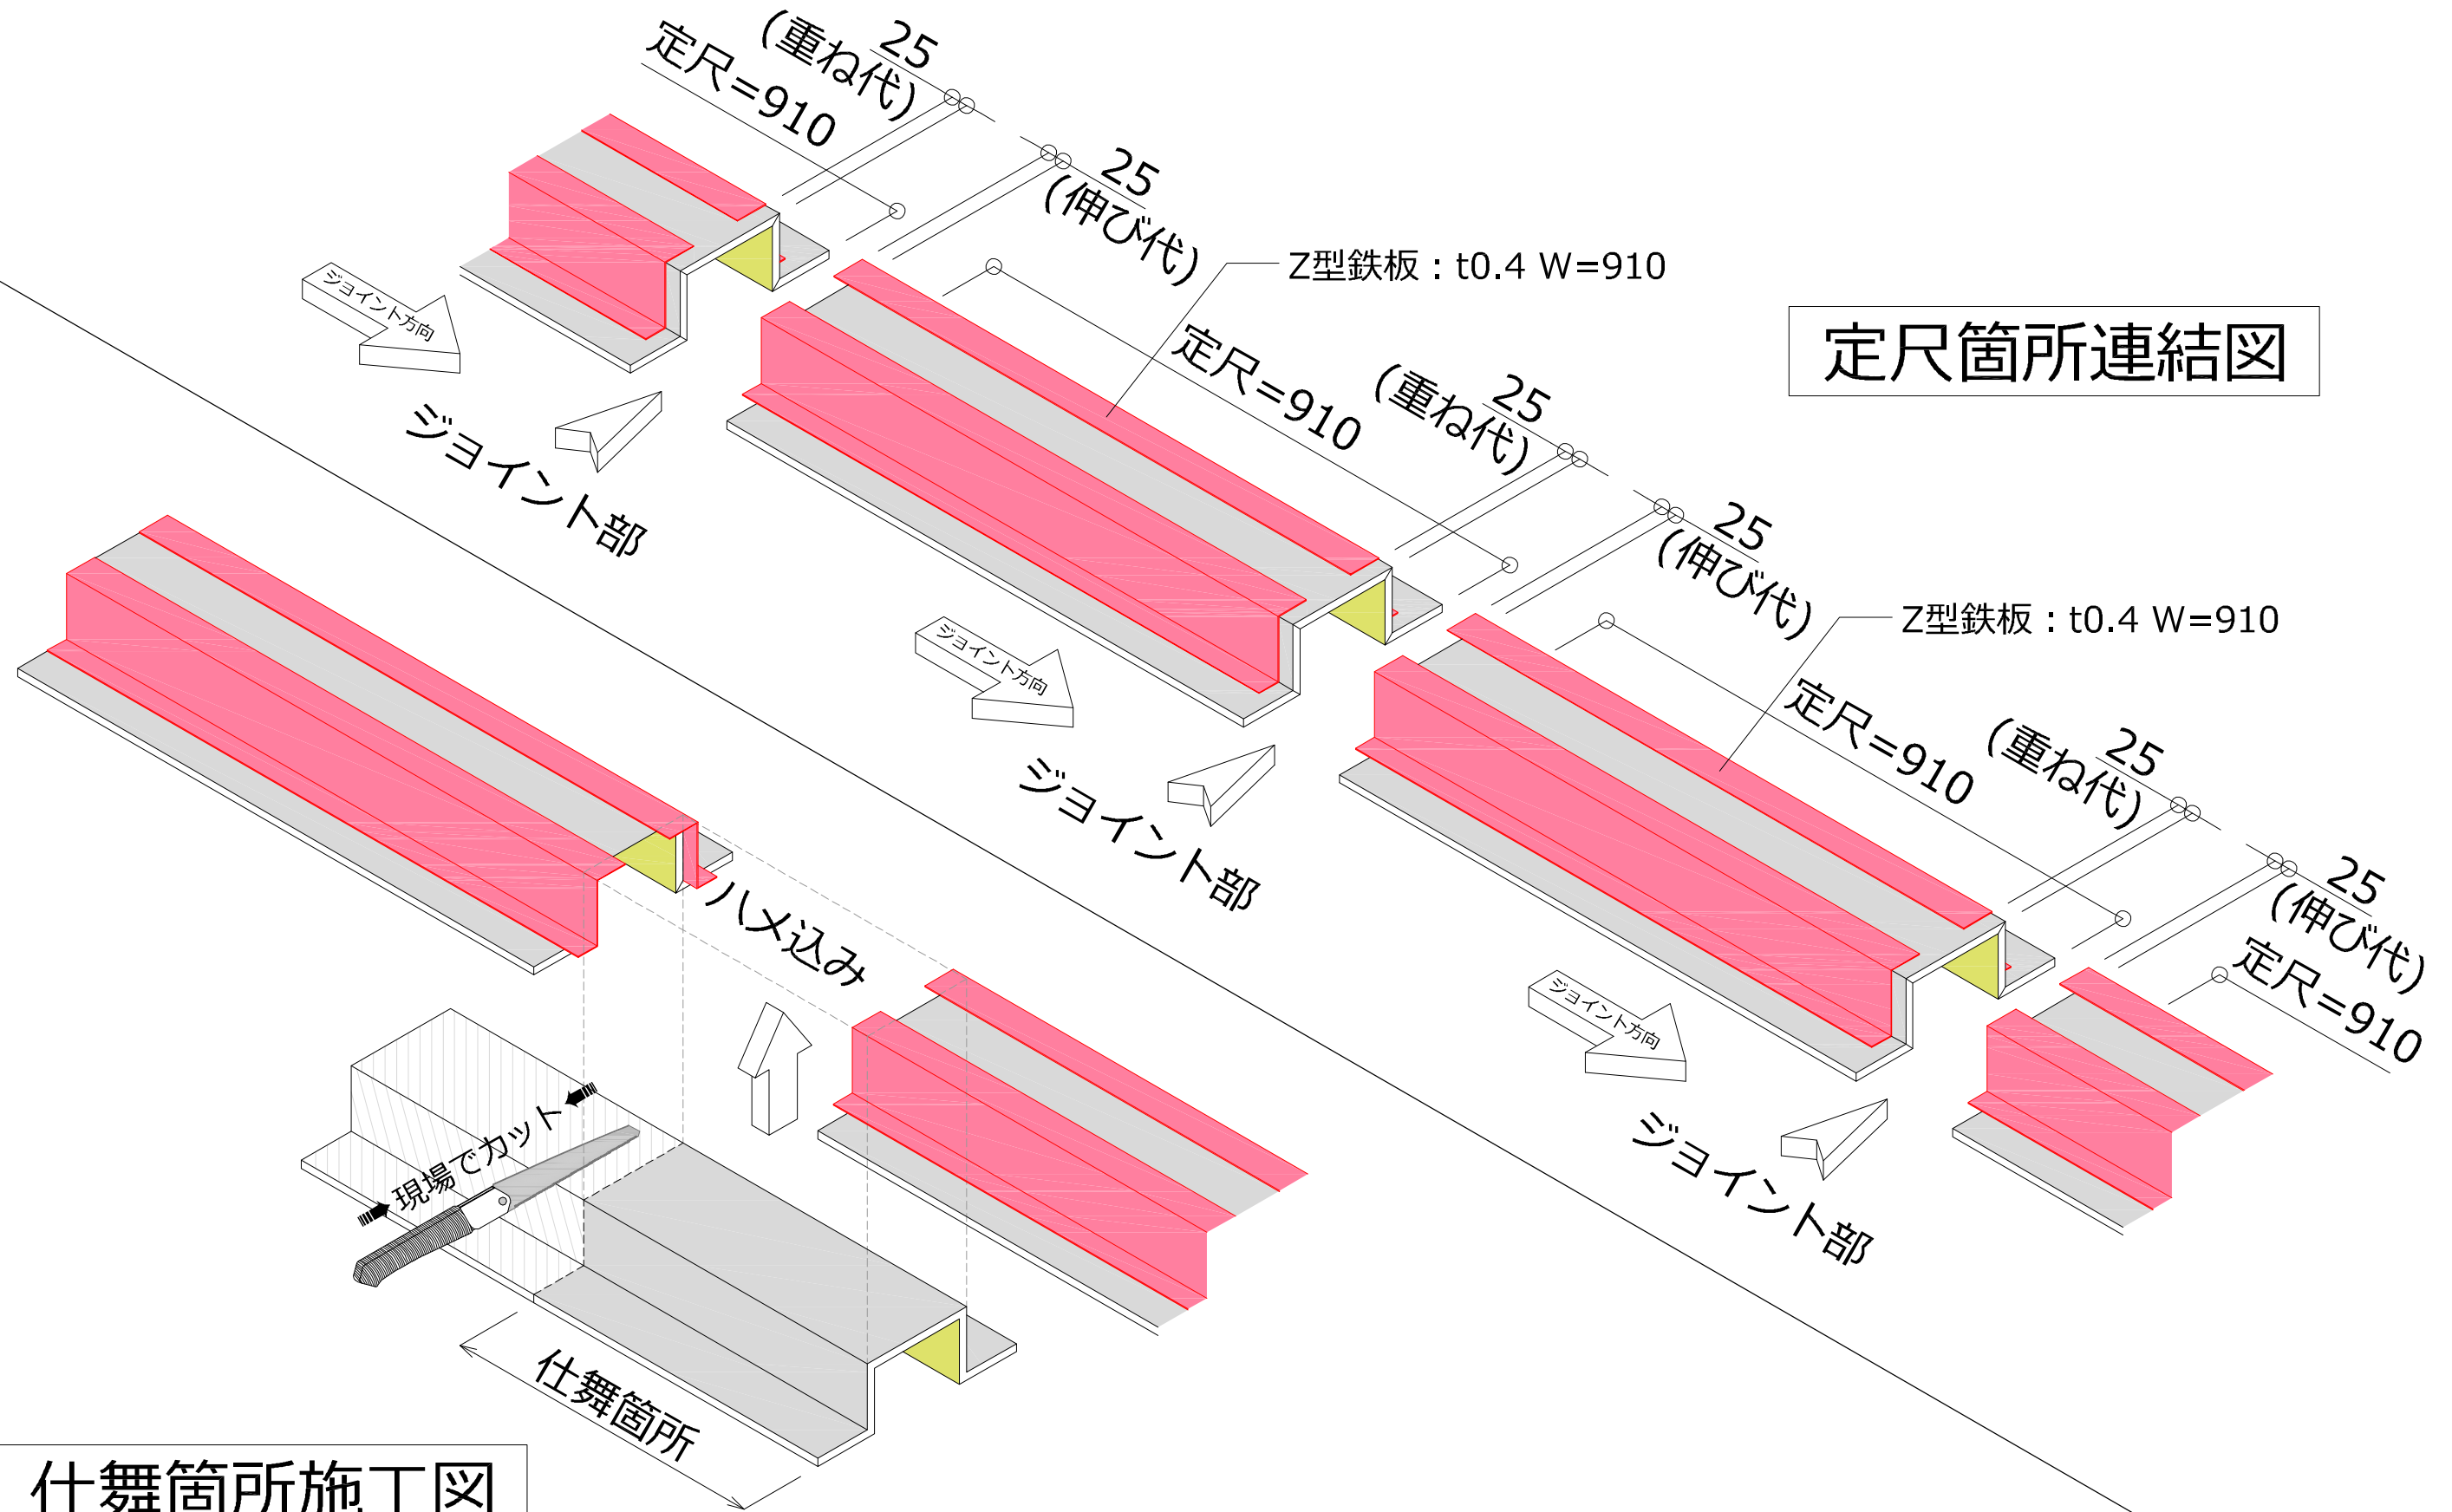 25
(重ね代)
定尺=910
25
(伸び代)
Z型鉄板：t0.4 W=910
定尺箇所連結図
ジョイント方向
ジョイント部
定尺=910
25
(重ね代)
25
(伸び代)
Z型鉄板：t0.4 W=910
ジョイント方向
ジョイント部
定尺=910
25
(重ね代)
25
(伸び代)
定尺=910
ジョイント方向
ジョイント部
ハメ込み
現場でカット
仕舞箇所
仕舞箇所施工図